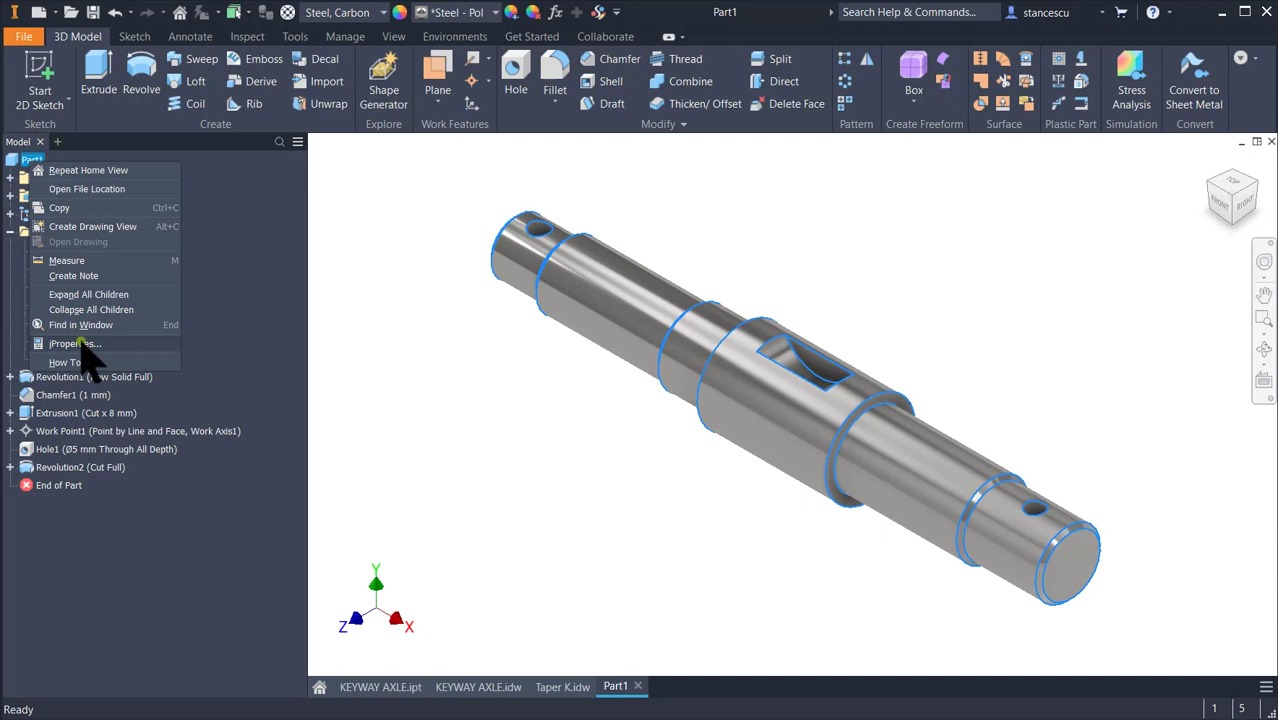 Steel, Carbon
*Steel - Pol
fx
Part1
Search Help & Commands...
stancescu
File
3D Model
Sketch
Annotate
Inspect
Tools
Manage
View
Environments
Get Started
Collaborate
Start
2D Sketch
Sketch
Extrude
Revolve
Sweep
Loft
Coil
Emboss
Derive
Rib
Decal
Import
Unwrap
Create
Shape
Generator
Explore
Plane
Work Features
Hole
Fillet
Chamfer
Shell
Draft
Thread
Combine
Thicken/ Offset
Split
Direct
Delete Face
Modify
Pattern
Box
Create Freeform
Surface
Plastic Part
Stress
Analysis
Simulation
Convert to
Sheet Metal
Convert
Model
Part1
Repeat Home View
Open File Location
Copy Ctrl+C
Create Drawing View Alt+C
Open Drawing
Measure M
Create Note
Expand All Children
Collapse All Children
Find in Window End
How To
Chamfer1 (1 mm)
Extrusion1 (Cut x 8 mm)
Work Point1 (Point by Line and Face, Work Axis1)
Hole1 (Ø5 mm Through All Depth)
Revolution2 (Cut Full)
End of Part
TOP
FRONT
RIGHT
Y
Z
X
KEYWAY AXLE.ipt
KEYWAY AXLE.idw
Taper K.idw
Part1
Ready
1
5